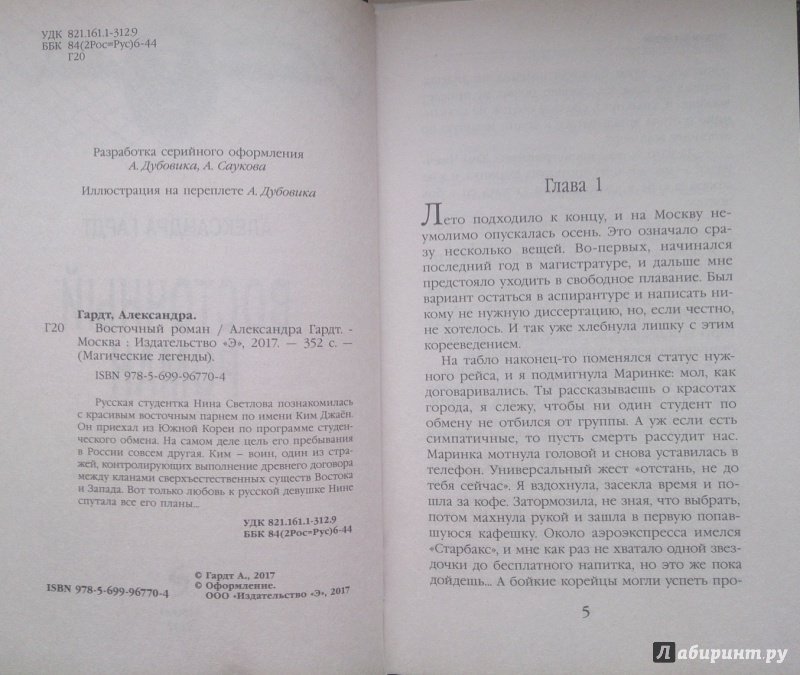 УДК 821.161.1-312.9
ББК 84(2Рос=Рус)6-44
Г20
Разработка серийного оформления
А. Дубовика, А. Саукова
Иллюстрация на переплете А. Дубовика
Гардт, Александра.
Г20 Восточный роман / Александра Гардт. -
Москва : Издательство «Э», 2017. — 352 с. —
(Магические легенды).
ISBN 978-5-699-96770-4
Русская студентка Нина Светлова познакомилась
с красивым восточным парнем по имени Ким Джаён.
Он приехал из Южной Кореи по программе студен-
ческого обмена. На самом деле цель его пребывания
в России совсем другая. Ким – воин, один из стра-
жей, контролирующих выполнение древнего договора
между кланами сверхъестественных существ Востока
и Запада. Вот только любовь к русской девушке Нине
спутала все его планы...
УДК 821.161.1-312.9
ББК 84(2Рос=Рус)6-44
© Гардт А., 2017
© Оформление.
ISBN 978-5-699-96770-4 ООО «Издательство «Э», 2017
Глава 1
Лето подходило к концу, и на Москву не-
умолимо опускалась осень. Это означало сра-
зу несколько вещей. Во-первых, начинался
последний год в магистратуре, и дальше мне
предстояло уходить в свободное плавание. Был
вариант остаться в аспирантуре и написать ни-
кому не нужную диссертацию, но, если честно,
не хотелось. И так уже хлебнула лишку с этим
корееведением.
На табло наконец-то поменялся статус нуж-
ного рейса, и я подмигнула Маринке: мол, как
договаривались. Ты рассказываешь о красотах
города, я слежу, чтобы ни один студент по
обмену не отбился от группы. А уж если есть
симпатичные, то пусть смерть рассудит нас.
Маринка мотнула головой и снова уставилась в
телефон. Универсальный жест «отстань, не до
тебя сейчас». Я вздохнула, засекла время и по-
шла за кофе. Затормозила, не зная, что выбрать,
потом махнула рукой и зашла в первую попав-
шуюся кафешку. Около аэроэкспресса имелся
«Старбакс», и мне как раз не хватало одной звез-
дочки до бесплатного напитка, но это же пока
дойдешь... А бойкие корейцы могли успеть про-
5
Лабиринт.ру